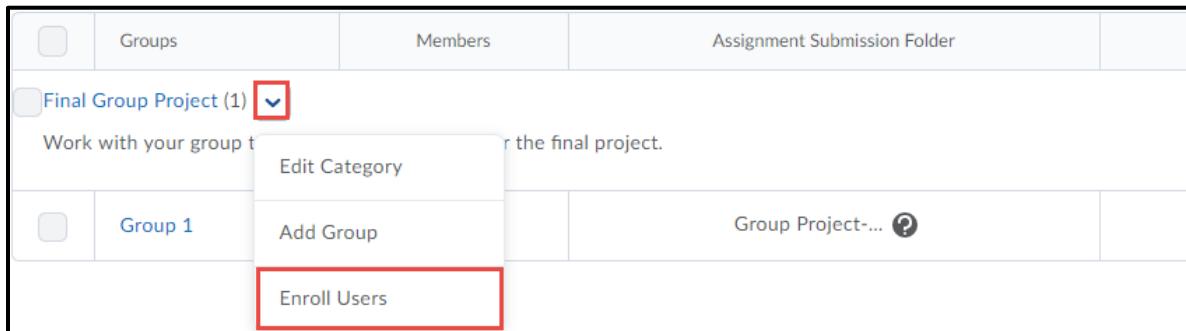 Groups Members Assignment Submission Folder
Final Group Project (1)
Work with your group t r the final project.
Edit Category
Group 1 Group Project-... ?
Add Group
Enroll Users